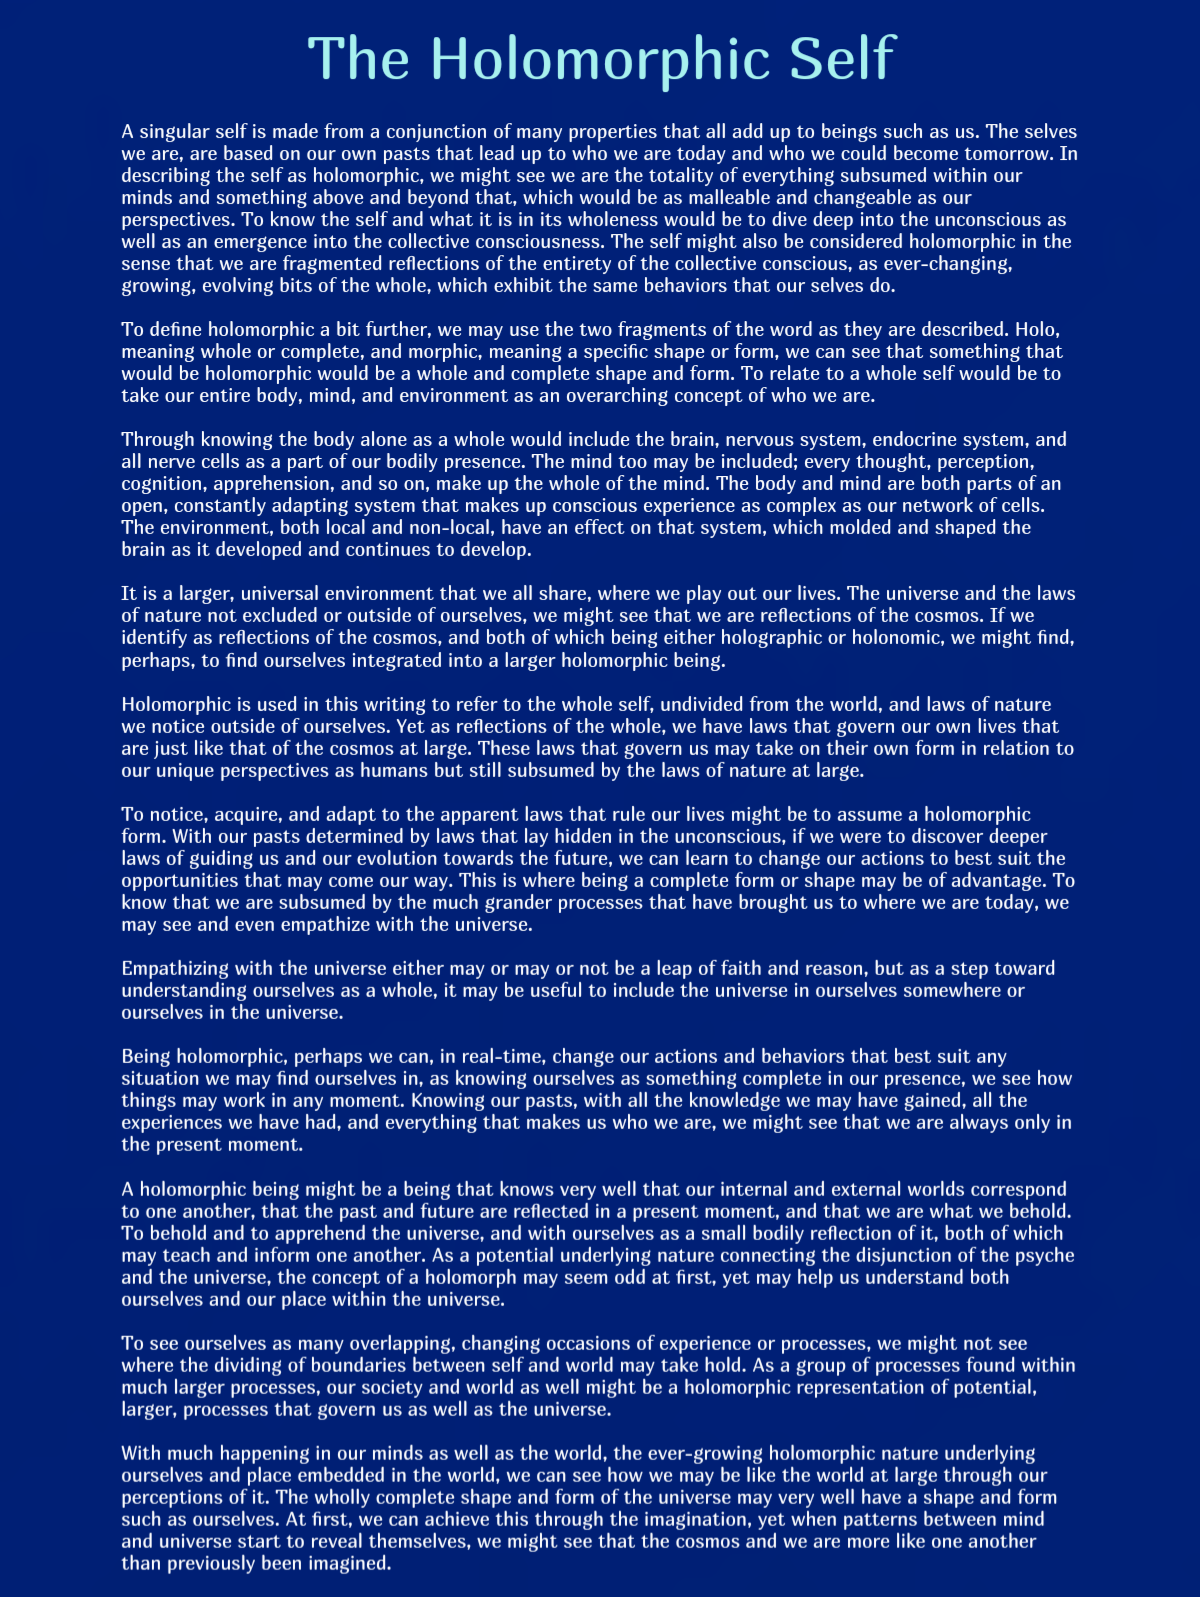 The Holomorphic Self
A singular self is made from a conjunction of many properties that all add up to beings such as us. The selves
we are, are based on our own pasts that lead up to who we are today and who we could become tomorrow. In
describing the self as holomorphic, we might see we are the totality of everything subsumed within our
minds and something above and beyond that, which would be as malleable and changeable as our
perspectives. To know the self and what it is in its wholeness would be to dive deep into the unconscious as
well as an emergence into the collective consciousness. The self might also be considered holomorphic in the
sense that we are fragmented reflections of the entirety of the collective conscious, as ever-changing,
growing, evolving bits of the whole, which exhibit the same behaviors that our selves do.
To define holomorphic a bit further, we may use the two fragments of the word as they are described. Holo,
meaning whole or complete, and morphic, meaning a specific shape or form, we can see that something that
would be holomorphic would be a whole and complete shape and form. To relate to a whole self would be to
take our entire body, mind, and environment as an overarching concept of who we are.
Through knowing the body alone as a whole would include the brain, nervous system, endocrine system, and
all nerve cells as a part of our bodily presence. The mind too may be included; every thought, perception,
cognition, apprehension, and so on, make up the whole of the mind. The body and mind are both parts of an
open, constantly adapting system that makes up conscious experience as complex as our network of cells.
The environment, both local and non-local, have an effect on that system, which molded and shaped the
brain as it developed and continues to develop.
It is a larger, universal environment that we all share, where we play out our lives. The universe and the laws
of nature not excluded or outside of ourselves, we might see that we are reflections of the cosmos. If we
identify as reflections of the cosmos, and both of which being either holographic or holonomic, we might find,
perhaps, to find ourselves integrated into a larger holomorphic being.
Holomorphic is used in this writing to refer to the whole self, undivided from the world, and laws of nature
we notice outside of ourselves. Yet as reflections of the whole, we have laws that govern our own lives that
are just like that of the cosmos at large. These laws that govern us may take on their own form in relation to
our unique perspectives as humans but still subsumed by the laws of nature at large.
To notice, acquire, and adapt to the apparent laws that rule our lives might be to assume a holomorphic
form. With our pasts determined by laws that lay hidden in the unconscious, if we were to discover deeper
laws of guiding us and our evolution towards the future, we can learn to change our actions to best suit the
opportunities that may come our way. This is where being a complete form or shape may be of advantage. To
know that we are subsumed by the much grander processes that have brought us to where we are today, we
may see and even empathize with the universe.
Empathizing with the universe either may or may or not be a leap of faith and reason, but as a step toward
understanding ourselves as a whole, it may be useful to include the universe in ourselves somewhere or
ourselves in the universe.
Being holomorphic, perhaps we can, in real-time, change our actions and behaviors that best suit any
situation we may find ourselves in, as knowing ourselves as something complete in our presence, we see how
things may work in any moment. Knowing our pasts, with all the knowledge we may have gained, all the
experiences we have had, and everything that makes us who we are, we might see that we are always only in
the present moment.
A holomorphic being might be a being that knows very well that our internal and external worlds correspond
to one another, that the past and future are reflected in a present moment, and that we are what we behold.
To behold and to apprehend the universe, and with ourselves as a small bodily reflection of it, both of which
may teach and inform one another. As a potential underlying nature connecting the disjunction of the psyche
and the universe, the concept of a holomorph may seem odd at first, yet may help us understand both
ourselves and our place within the universe.
To see ourselves as many overlapping, changing occasions of experience or processes, we might not see
where the dividing of boundaries between self and world may take hold. As a group of processes found within
much larger processes, our society and world as well might be a holomorphic representation of potential,
larger, processes that govern us as well as the universe.
With much happening in our minds as well as the world, the ever-growing holomorphic nature underlying
ourselves and place embedded in the world, we can see how we may be like the world at large through our
perceptions of it. The wholly complete shape and form of the universe may very well have a shape and form
such as ourselves. At first, we can achieve this through the imagination, yet when patterns between mind
and universe start to reveal themselves, we might see that the cosmos and we are more like one another
than previously been imagined.